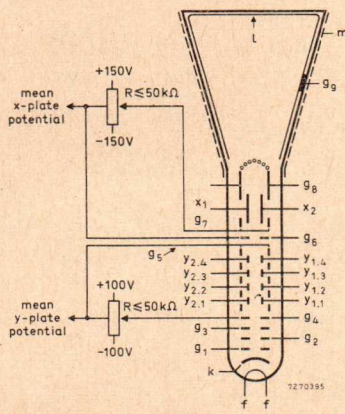 l
m
g9
+150V
R≤50kΩ
mean
x-plate
potential
-150V
g8
x1
x2
g7
g6
g5
y2.4
y1.4
y2.3
y1.3
y2.2
y1.2
y2.1
y1.1
+100V
R≤50kΩ
mean
y-plate
potential
-100V
g4
g3
g2
g1
k
7270395
f f